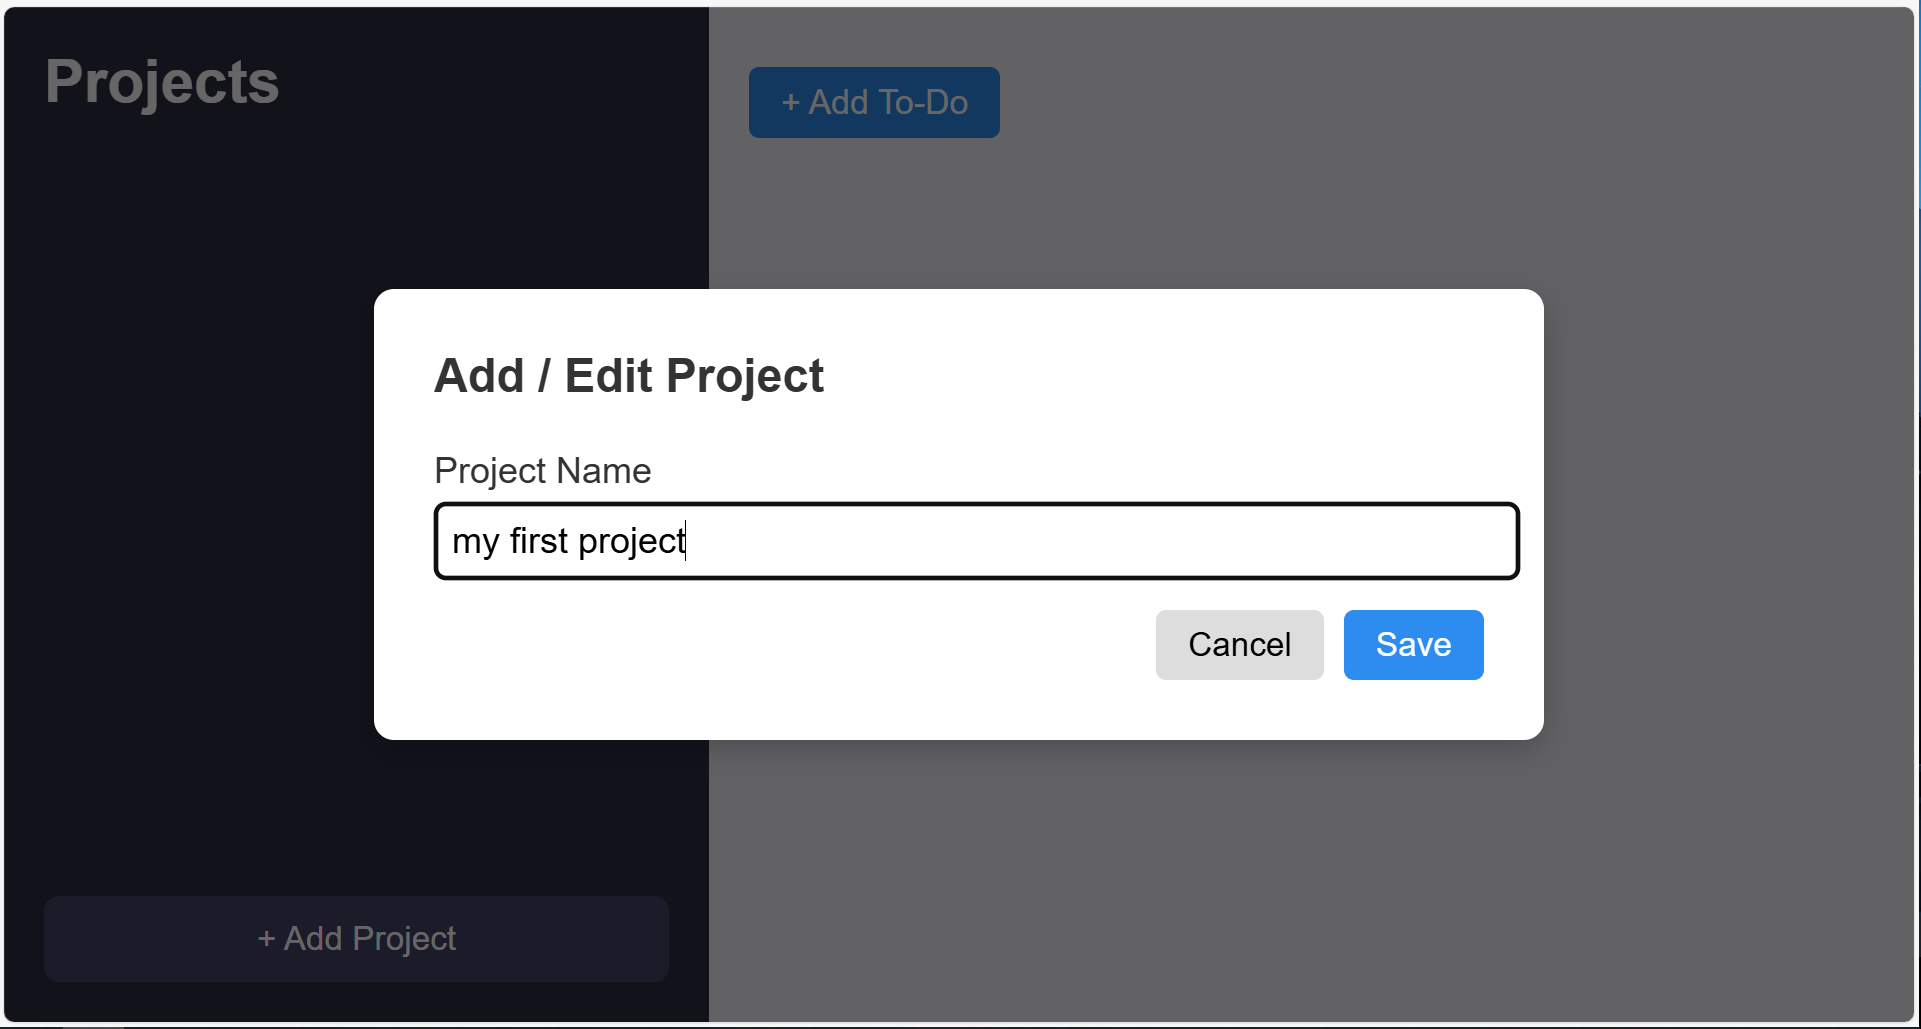 Projects
+ Add To-Do
Add / Edit Project
Project Name
my first project
Cancel
Save
+ Add Project